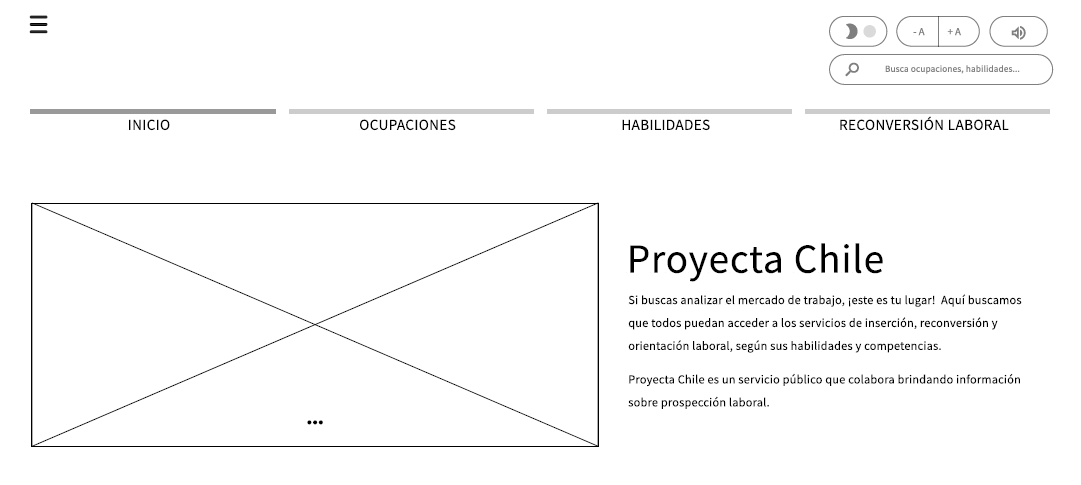 - A
+ A
Busca ocupaciones, habilidades...
INICIO
OCUPACIONES
HABILIDADES
RECONVERSIÓN LABORAL
Proyecta Chile
Si buscas analizar el mercado de trabajo, ¡este es tu lugar! Aquí buscamos
que todos puedan acceder a los servicios de inserción, reconversión y
orientación laboral, según sus habilidades y competencias.
Proyecta Chile es un servicio público que colabora brindando información
sobre prospección laboral.